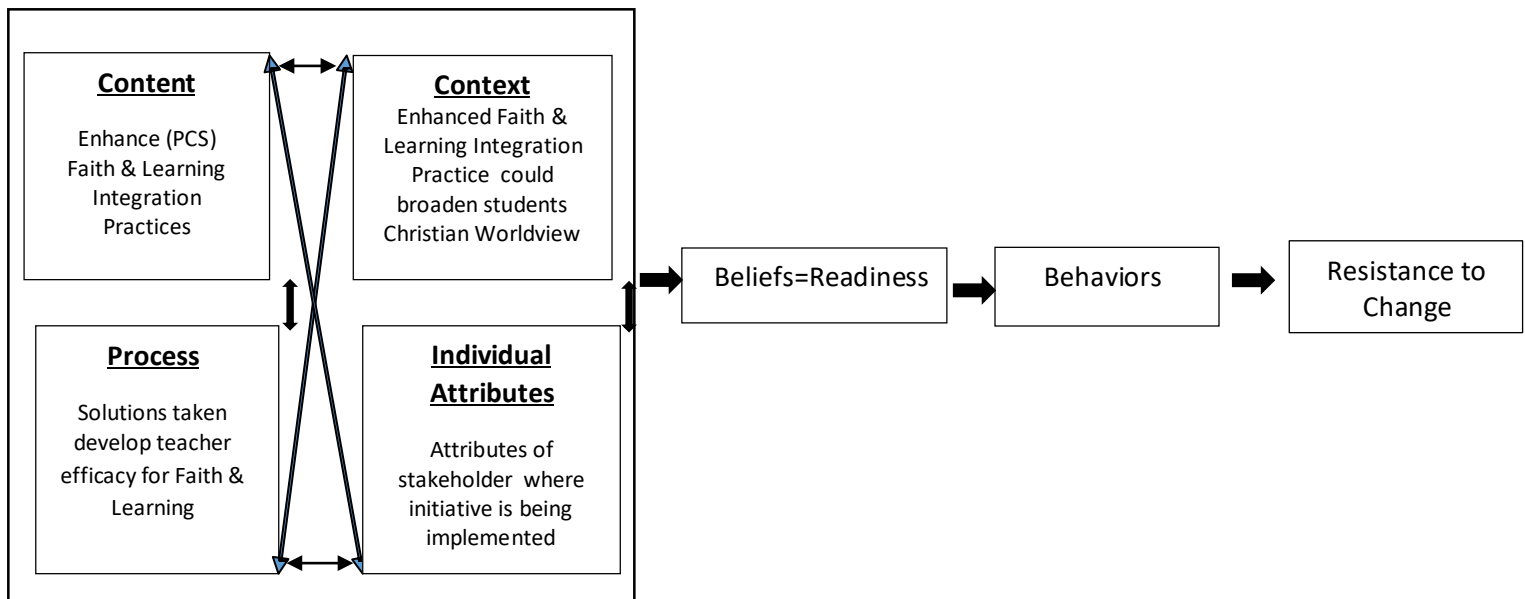 Content
Enhance (PCS)
Faith & Learning
Integration
Practices
Context
Enhanced Faith &
Learning Integration
Practice could
broaden students
Christian Worldview
Process
Solutions taken
develop teacher
efficacy for Faith &
Learning
Individual
Attributes
Attributes of
stakeholder where
initiative is being
implemented
Beliefs=Readiness
Behaviors
Resistance to
Change